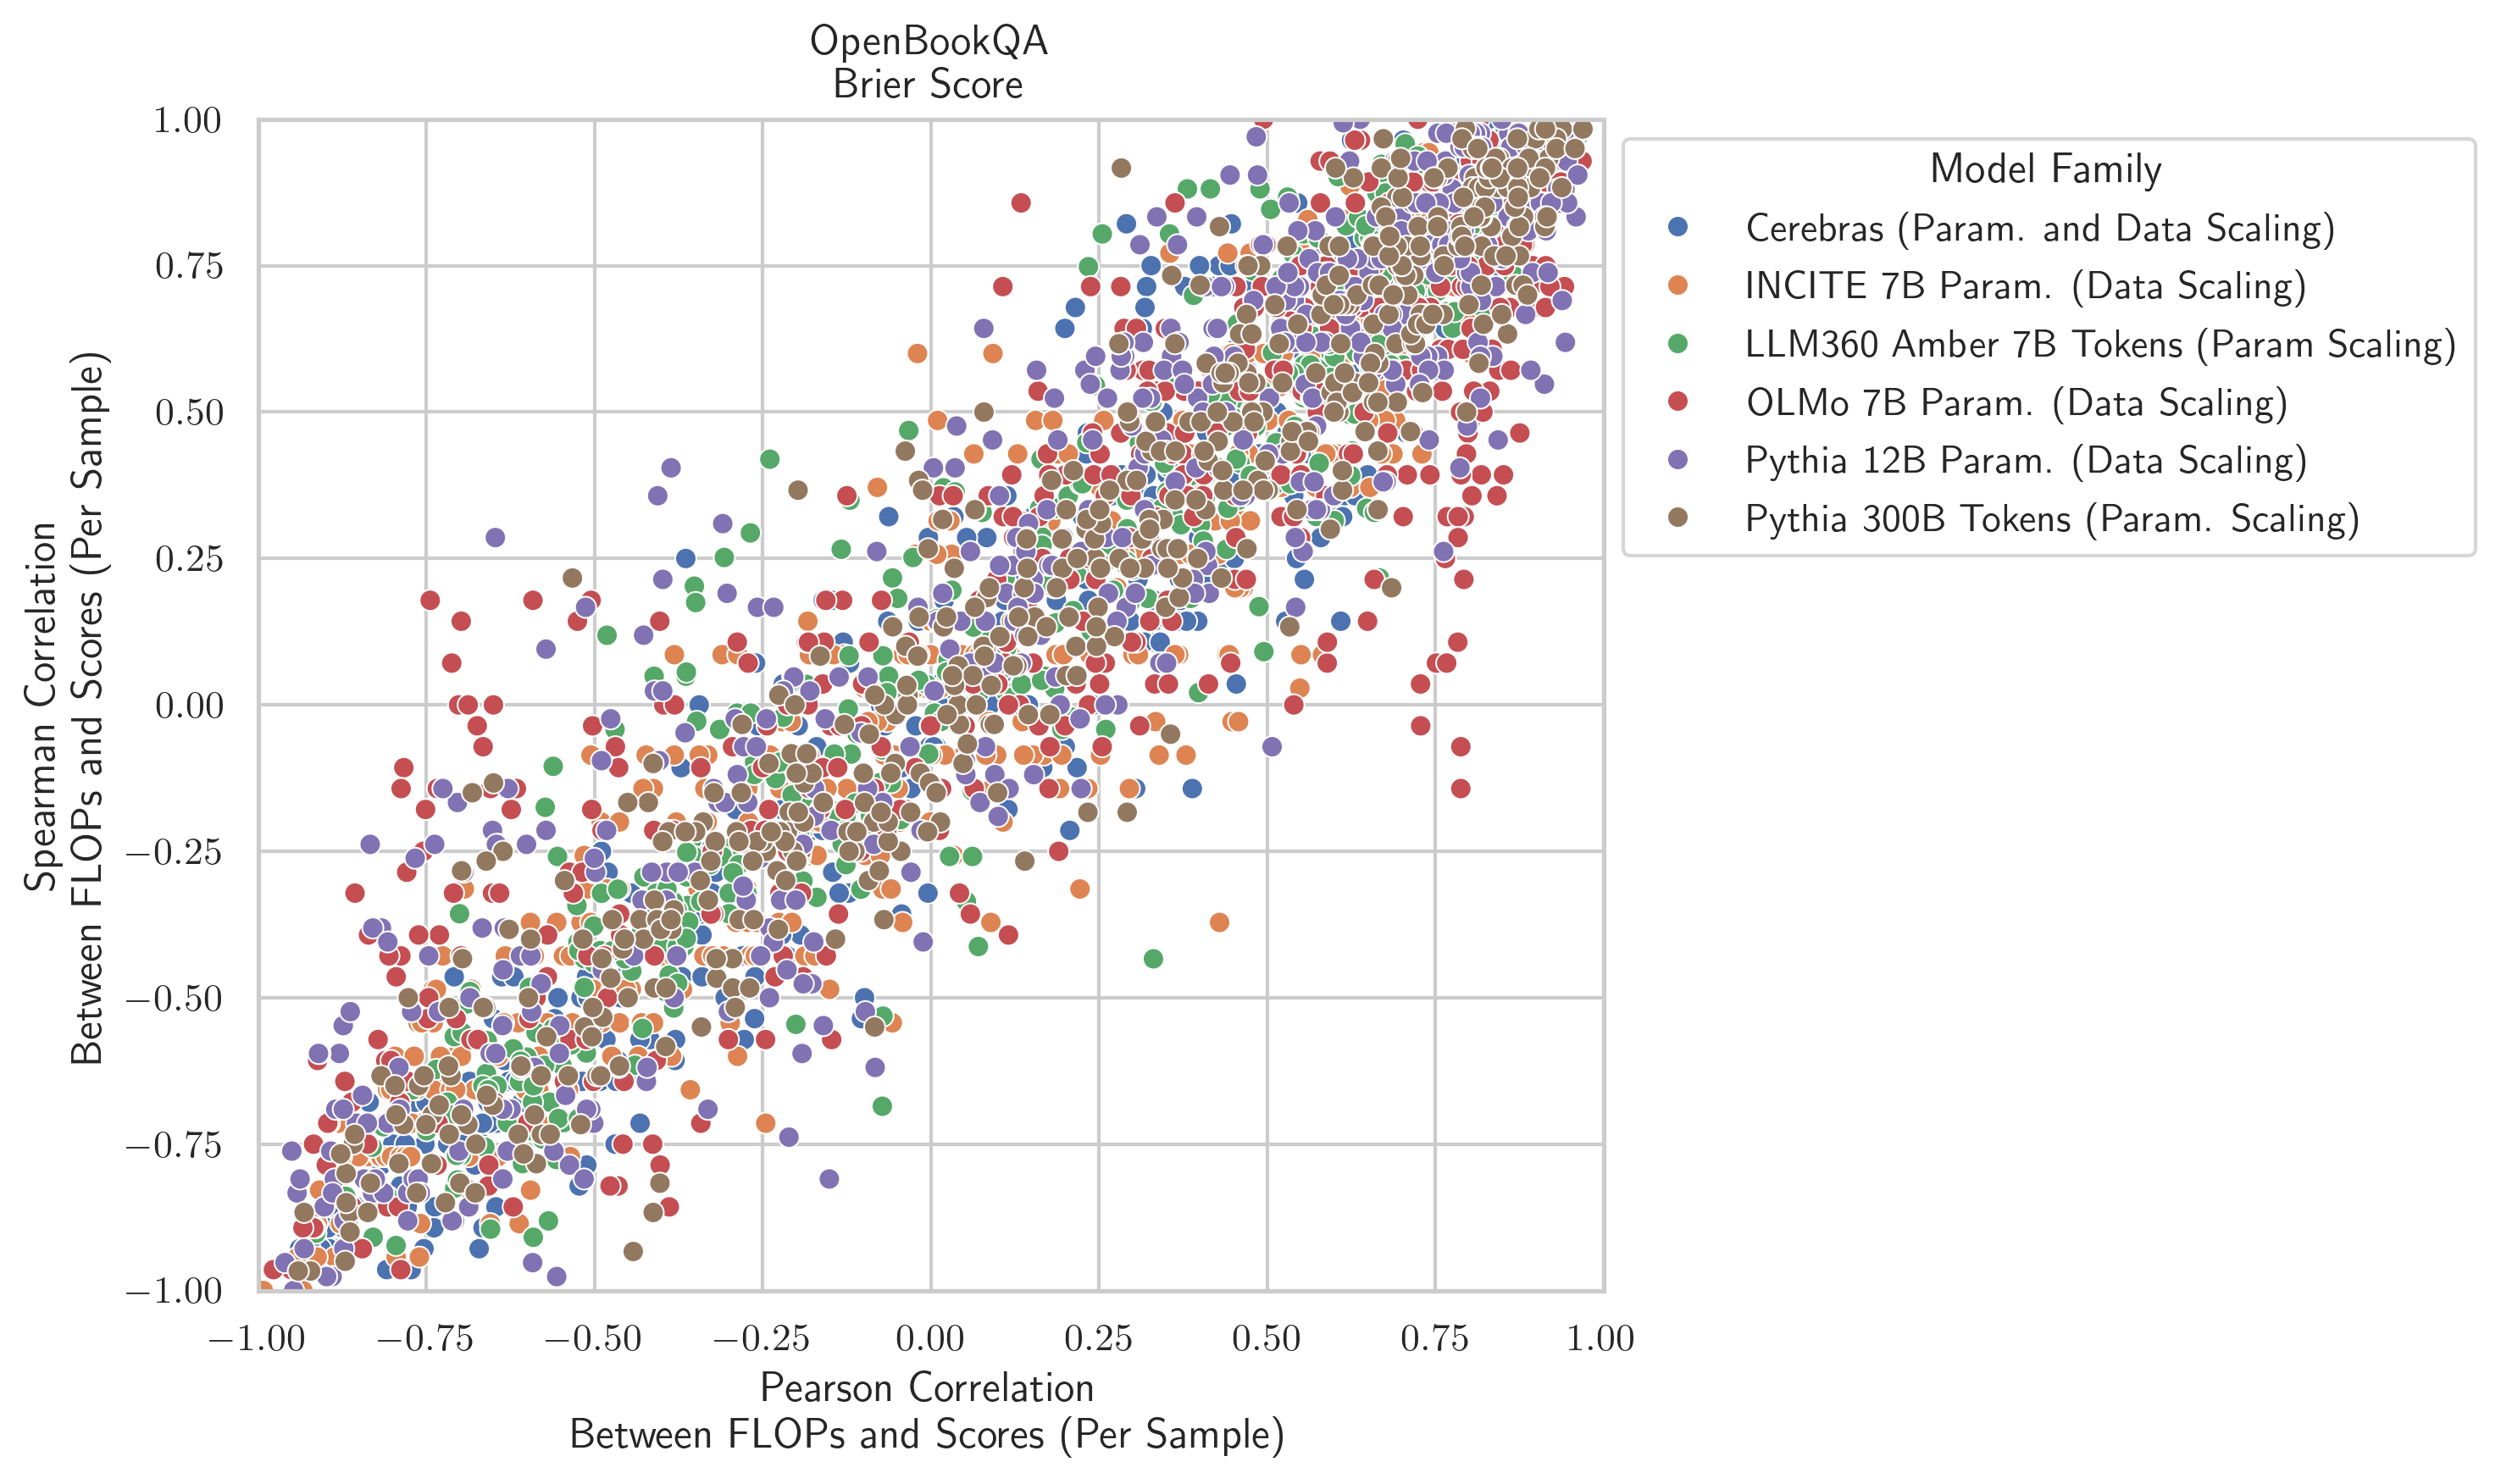 OpenBookQA
Brier Score
1.00
0.75
0.50
0.25
0.00
−0.25
−0.50
−0.75
−1.00
Spearman Correlation
Between FLOPs and Scores (Per Sample)
−1.00 −0.75 −0.50 −0.25 0.00 0.25 0.50 0.75 1.00
Pearson Correlation
Between FLOPs and Scores (Per Sample)
Model Family
Cerebras (Param. and Data Scaling)
INCITE 7B Param. (Data Scaling)
LLM360 Amber 7B Tokens (Param Scaling)
OLMo 7B Param. (Data Scaling)
Pythia 12B Param. (Data Scaling)
Pythia 300B Tokens (Param. Scaling)